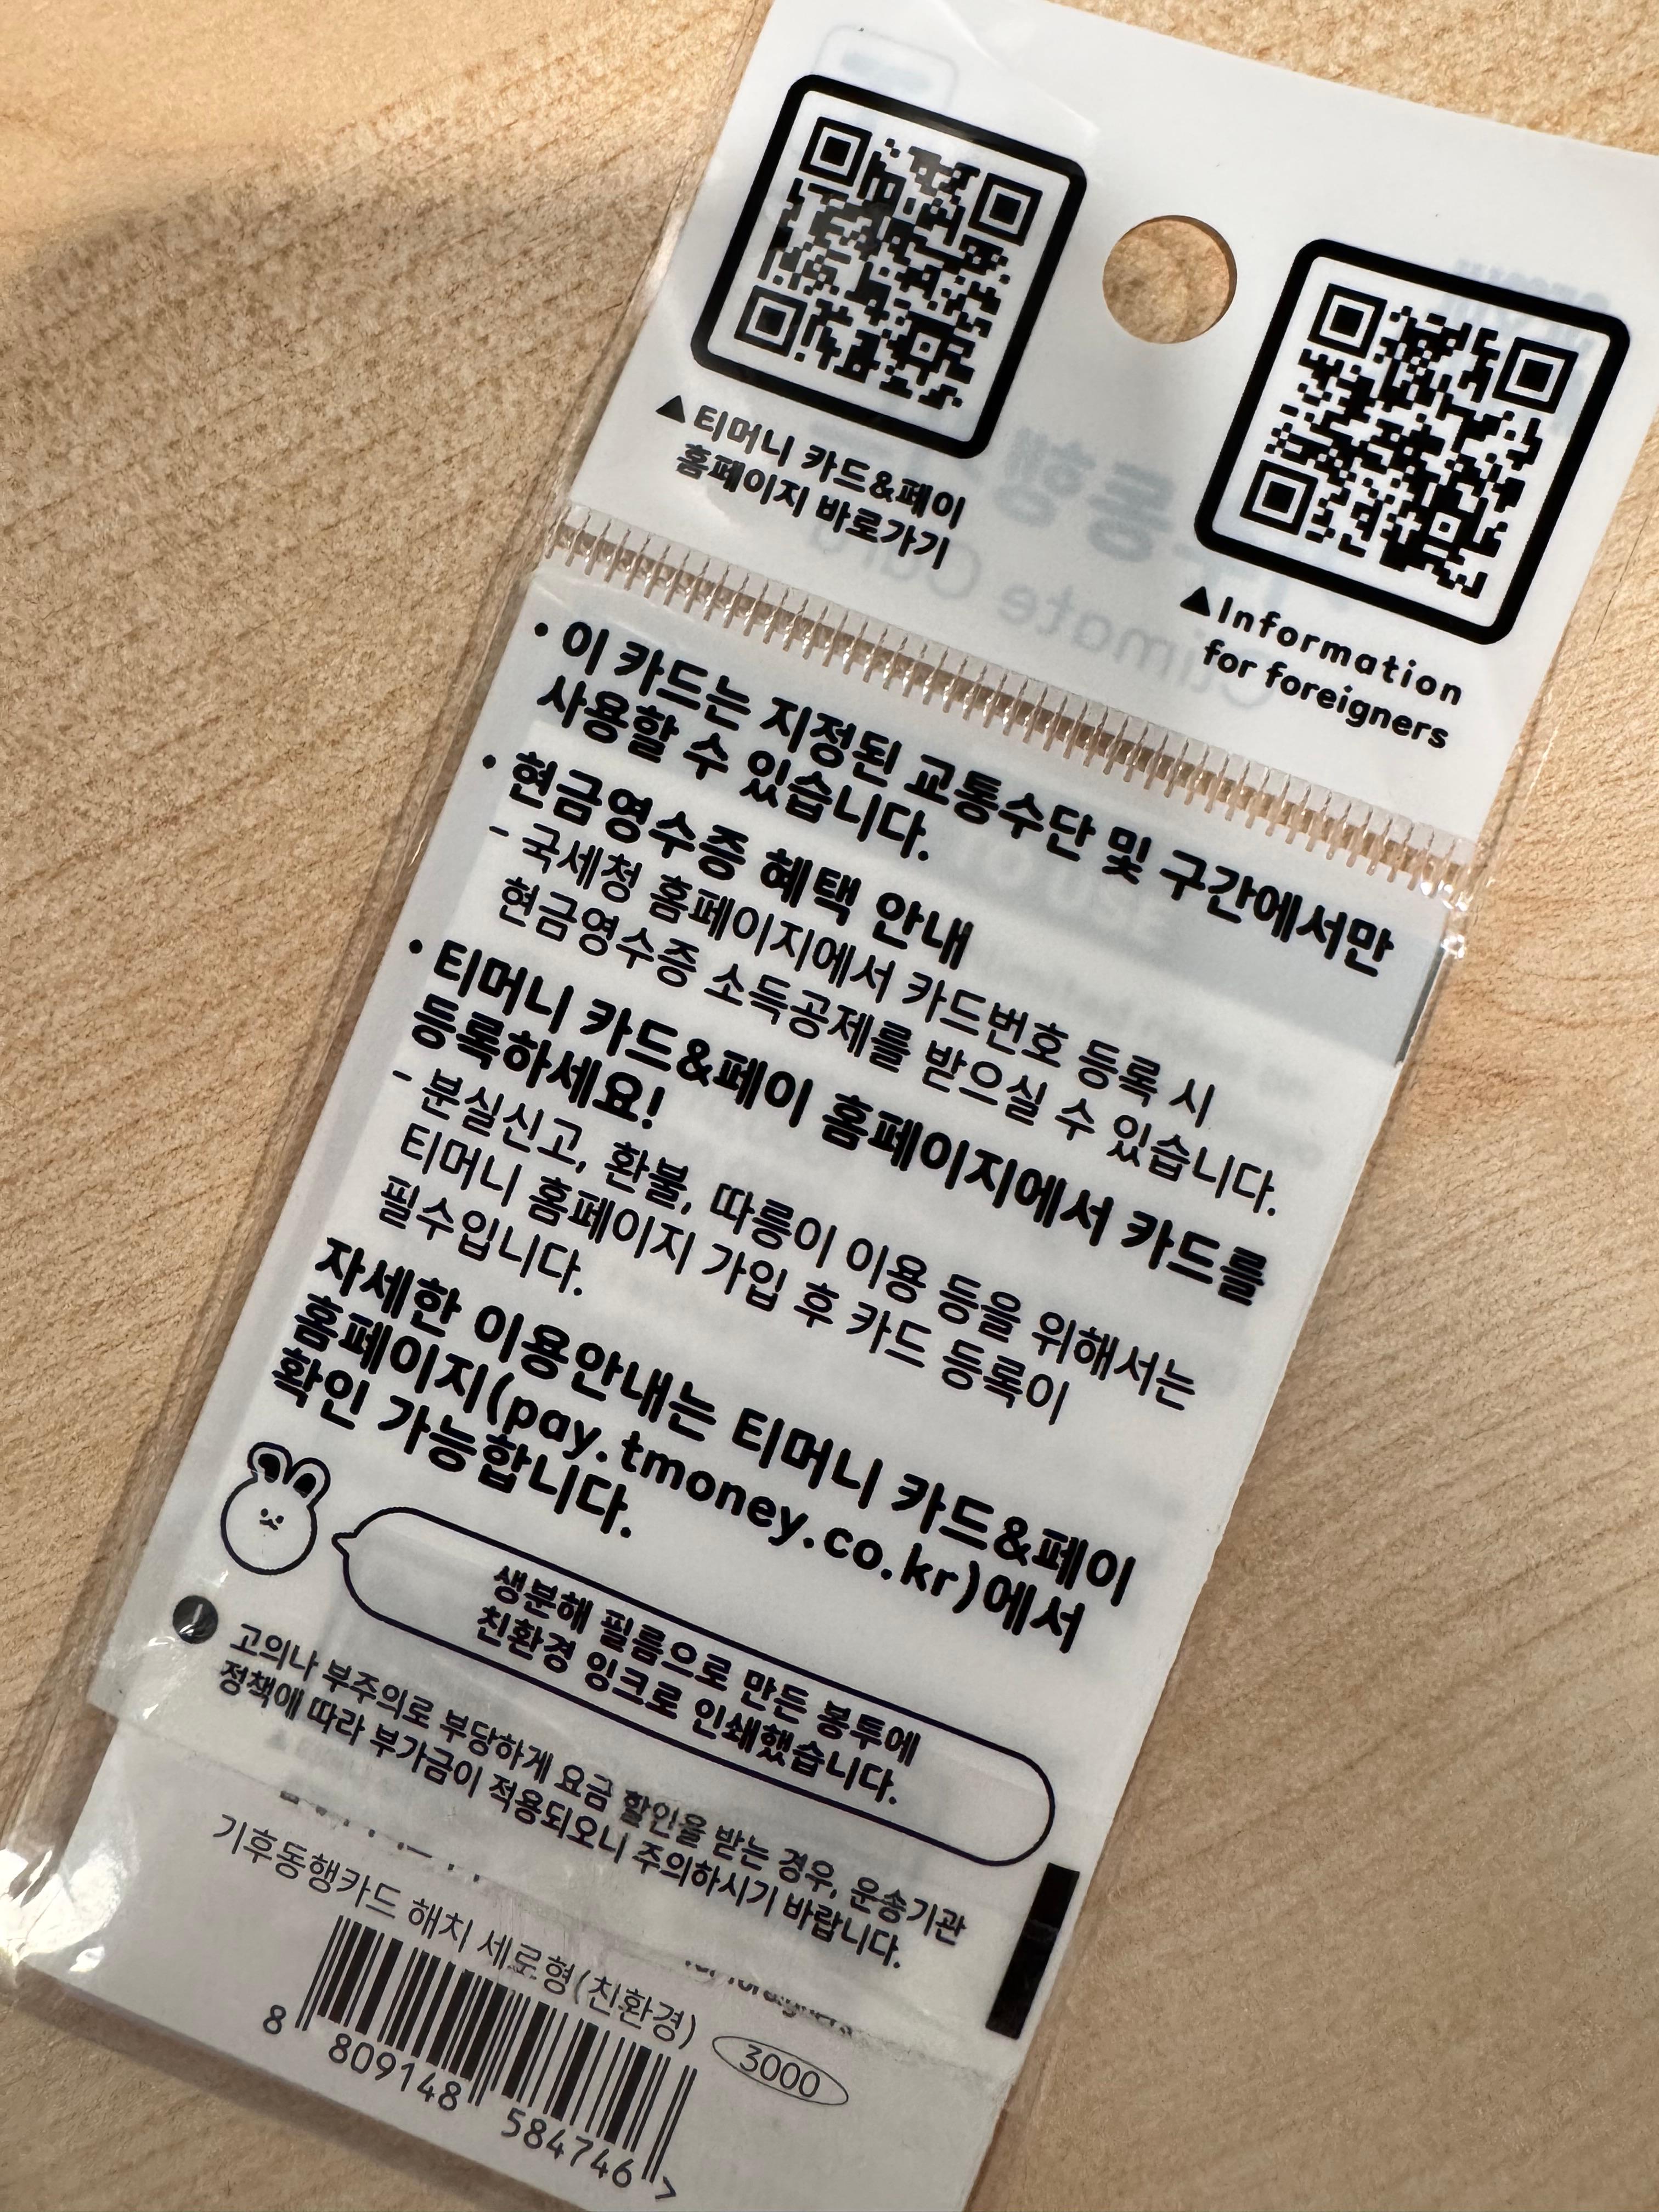 ▲티머니 카드&페이
홈페이지 바로가기
▲Information
for foreigners
• 이 카드는 지정된 교통수단 및 구간에서만
사용할 수 있습니다.
• 현금영수증 혜택 안내
- 국세청 홈페이지에서 카드번호 등록 시
현금영수증 소득공제를 받으실 수 있습니다.
• 티머니 카드&페이 홈페이지에서 카드를
등록하세요!
- 분실신고, 환불, 따릉이 이용 등을 위해서는
티머니 홈페이지 가입 후 카드 등록이
필수입니다.
자세한 이용안내는 티머니 카드&페이
홈페이지(pay.tmoney.co.kr)에서
확인 가능합니다.
생분해 필름으로 만든 봉투에
친환경 잉크로 인쇄했습니다.
! 고의나 부주의로 부당하게 요금 할인을 받는 경우, 운송기관
정책에 따라 부가금이 적용되오니 주의하시기 바랍니다.
기후동행카드 해치 세로형(친환경)
3000
8 809148 584746 >